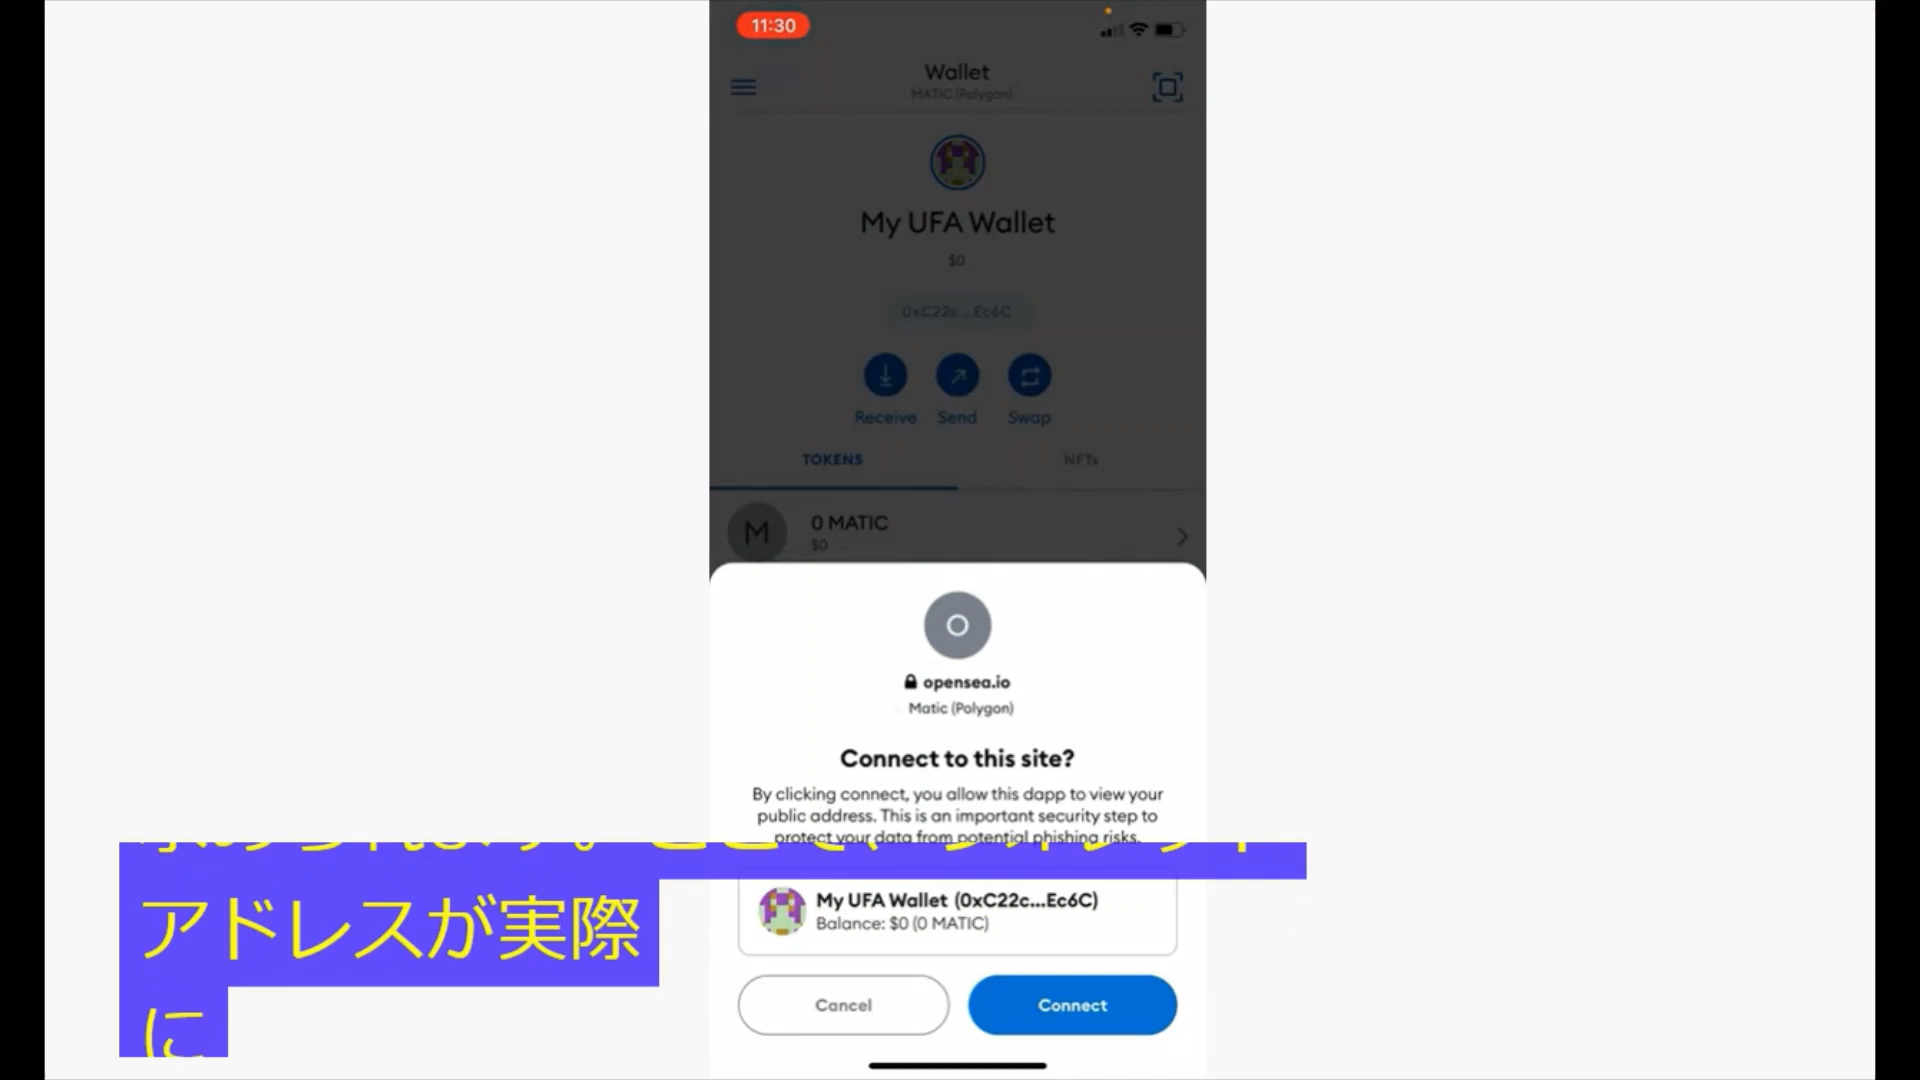 11:30
Wallet
MATIC (Polygon)
My UFA Wallet
$0
0xC22c...Ec6C
Receive Send Swap
TOKENS NFTs
M 0 MATIC
$0
O
opensea.io
Matic (Polygon)
Connect to this site?
By clicking connect, you allow this dapp to view your
public address. This is an important security step to
protect your data from potential phishing risks.
アドレスが実際
に
My UFA Wallet (0xC22c...Ec6C)
Balance: $0 (0 MATIC)
Cancel Connect